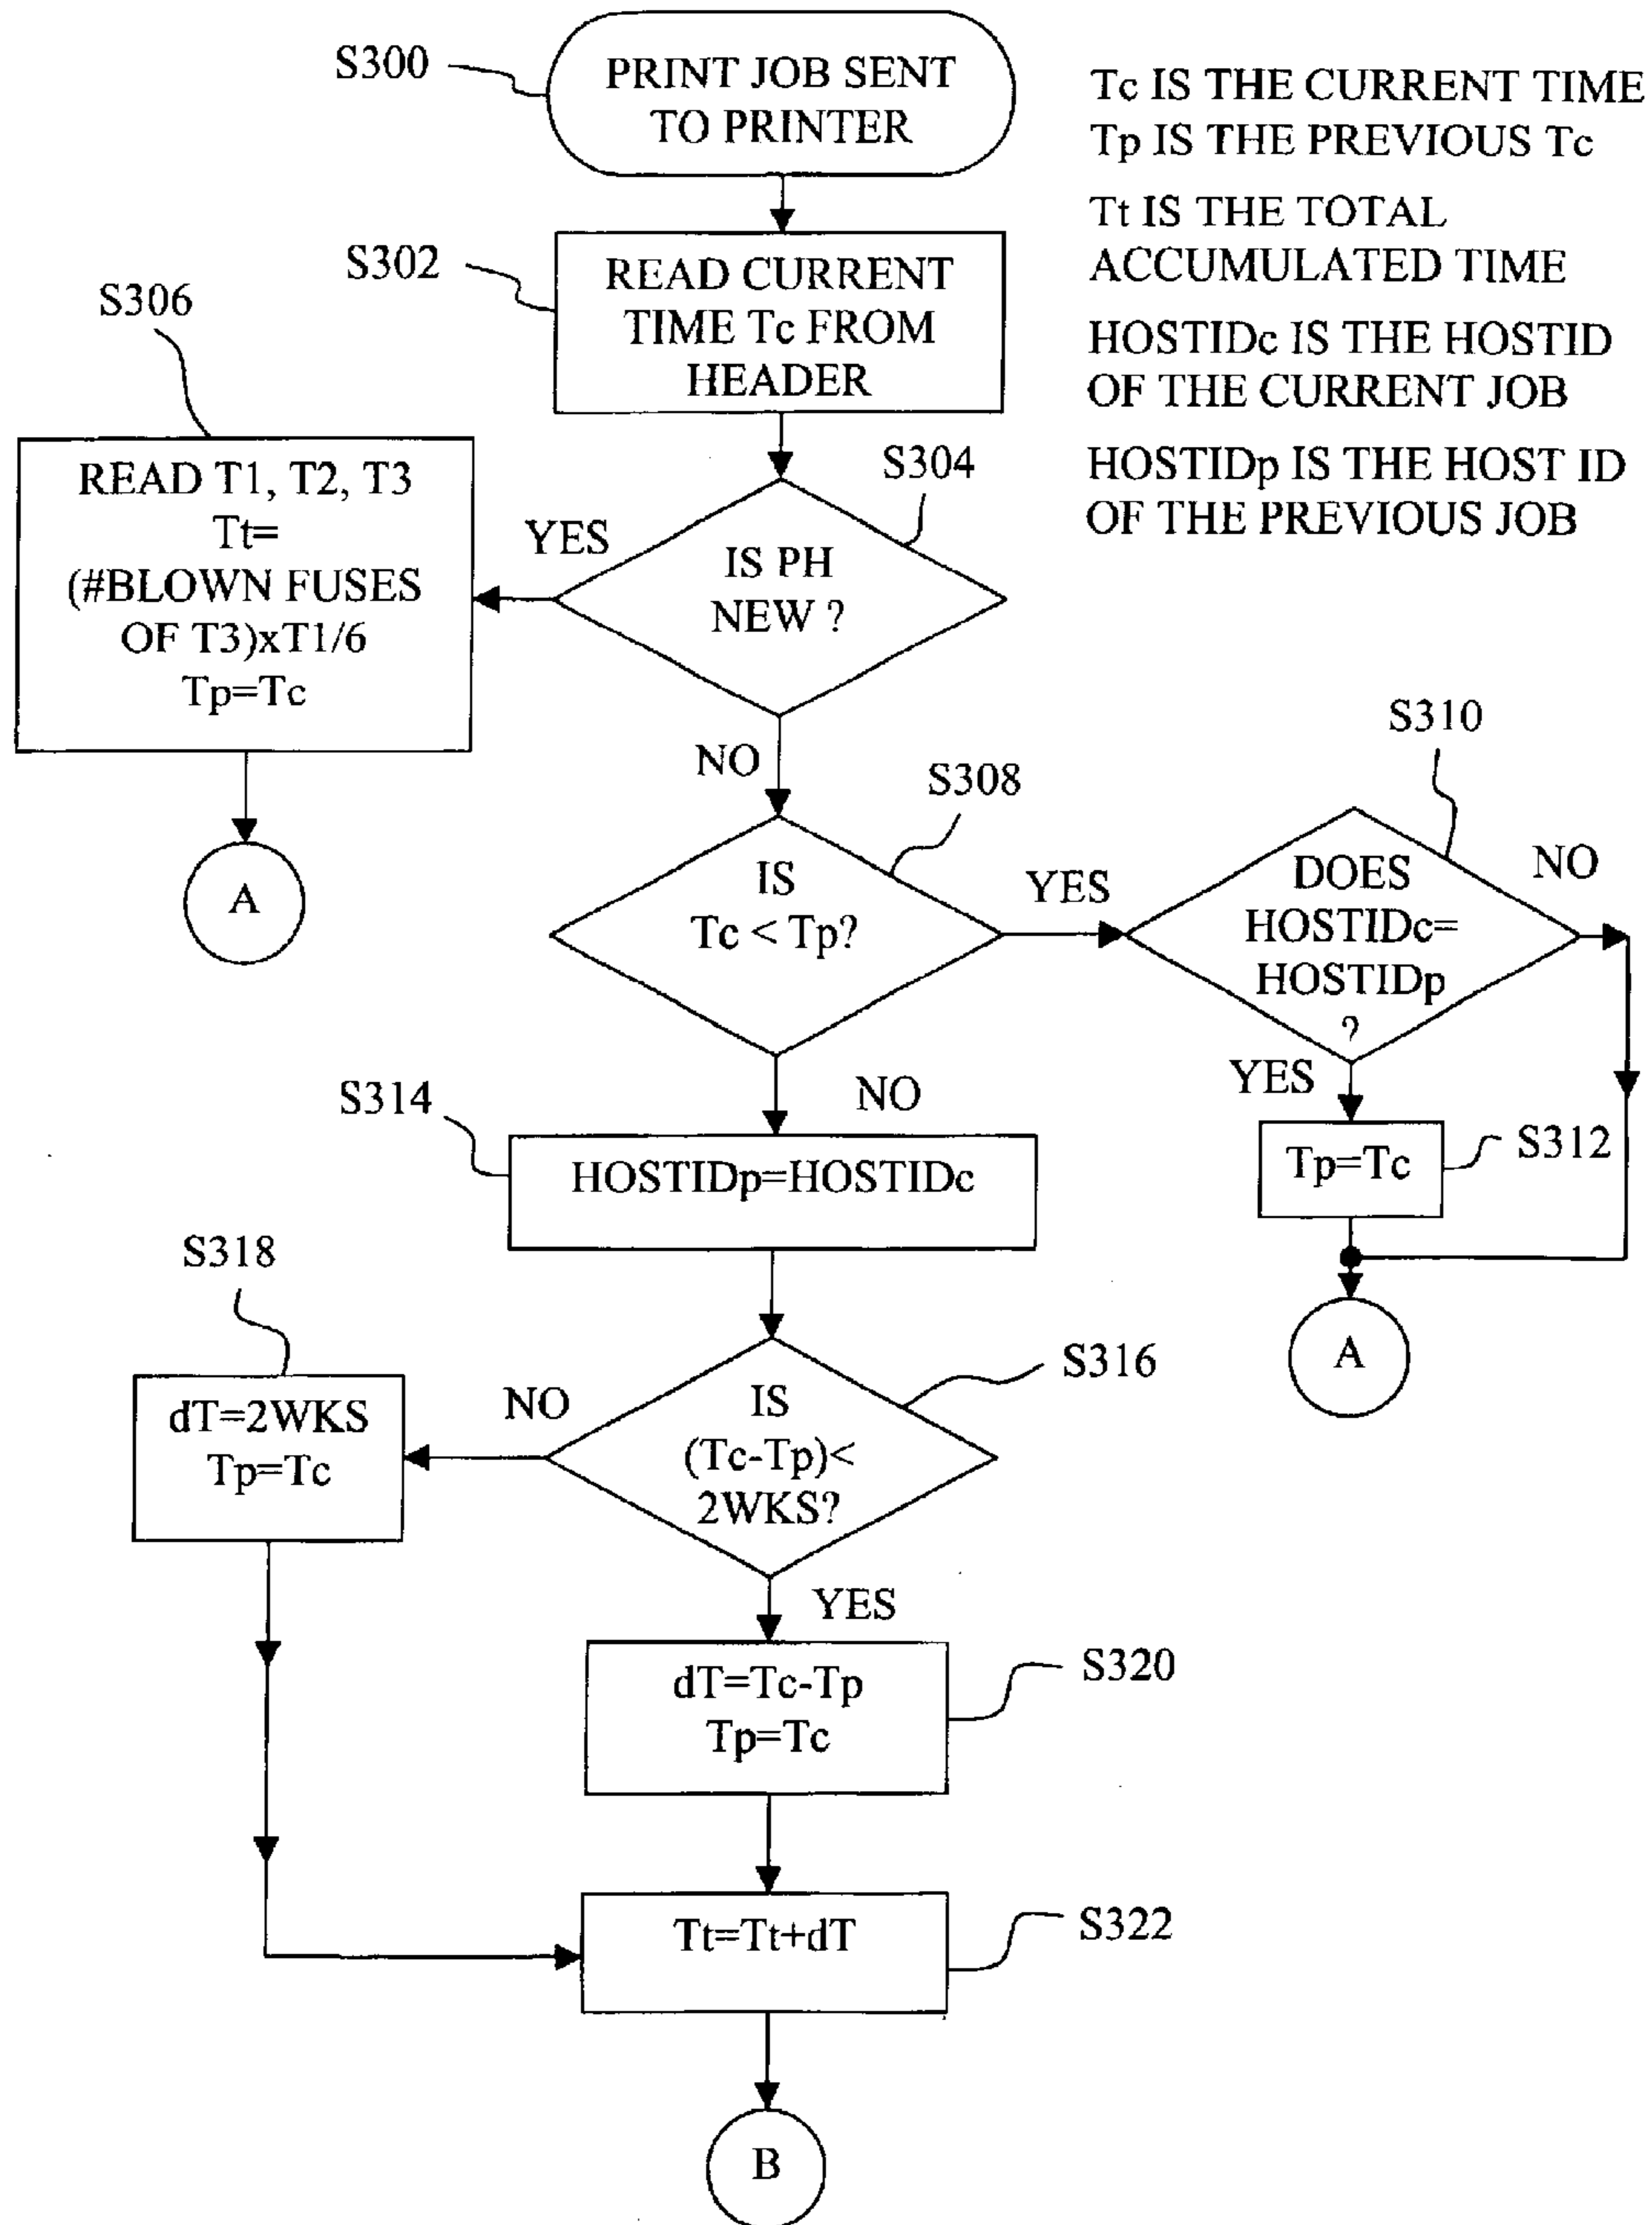 S300
PRINT JOB SENT
TO PRINTER
Tc IS THE CURRENT TIME
Tp IS THE PREVIOUS Tc
Tt IS THE TOTAL
ACCUMULATED TIME
HOSTIDc IS THE HOSTID
OF THE CURRENT JOB
HOSTIDp IS THE HOST ID
OF THE PREVIOUS JOB
S302
READ CURRENT
TIME Tc FROM
HEADER
S306
READ T1, T2, T3
Tt=
(#BLOWN FUSES
OF T3)xT1/6
Tp=Tc
A
S304
YES
IS PH
NEW ?
NO
S308
IS
Tc < Tp?
YES
NO
S310
DOES
HOSTIDc=
HOSTIDp
?
NO
YES
S312
Tp=Tc
A
S314
HOSTIDp=HOSTIDc
S316
IS
(Tc-Tp)<
2WKS?
NO
S318
dT=2WKS
Tp=Tc
YES
S320
dT=Tc-Tp
Tp=Tc
S322
Tt=Tt+dT
B